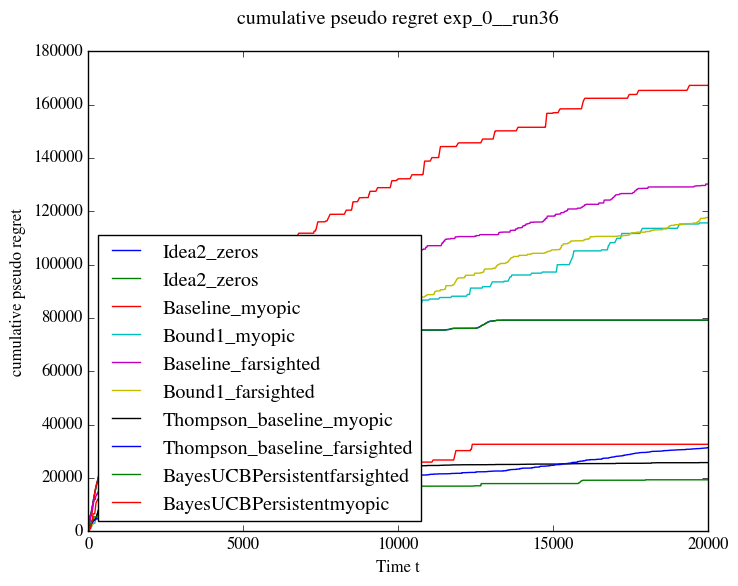 cumulative pseudo regret exp_0__run36
180000
160000
140000
120000
100000
80000
60000
40000
20000
0
cumulative pseudo regret
Idea2_zeros
Idea2_zeros
Baseline_myopic
Bound1_myopic
Baseline_farsighted
Bound1_farsighted
Thompson_baseline_myopic
Thompson_baseline_farsighted
BayesUCBPersistentfarsighted
BayesUCBPersistentmyopic
0 5000 10000 15000 20000
Time t